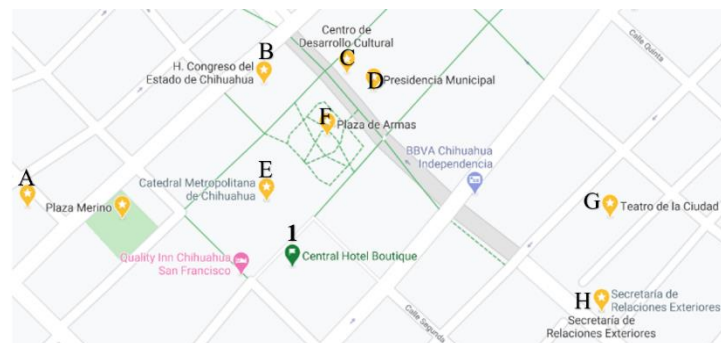 Centro de
Desarrollo Cultural
C
B
H. Congreso del
Estado de Chihuahua
D
Presidencia Municipal
Calle Quinta
F
Plaza de Armas
BBVA Chihuahua
Independencia
A
Plaza Merino
E
Catedral Metropolitana
de Chihuahua
G
Teatro de la Ciudad
1
Central Hotel Boutique
Quality Inn Chihuahua
San Francisco
Calle Segunda
H
Secretaría de
Relaciones Exteriores
Secretaría de
Relaciones Exteriores